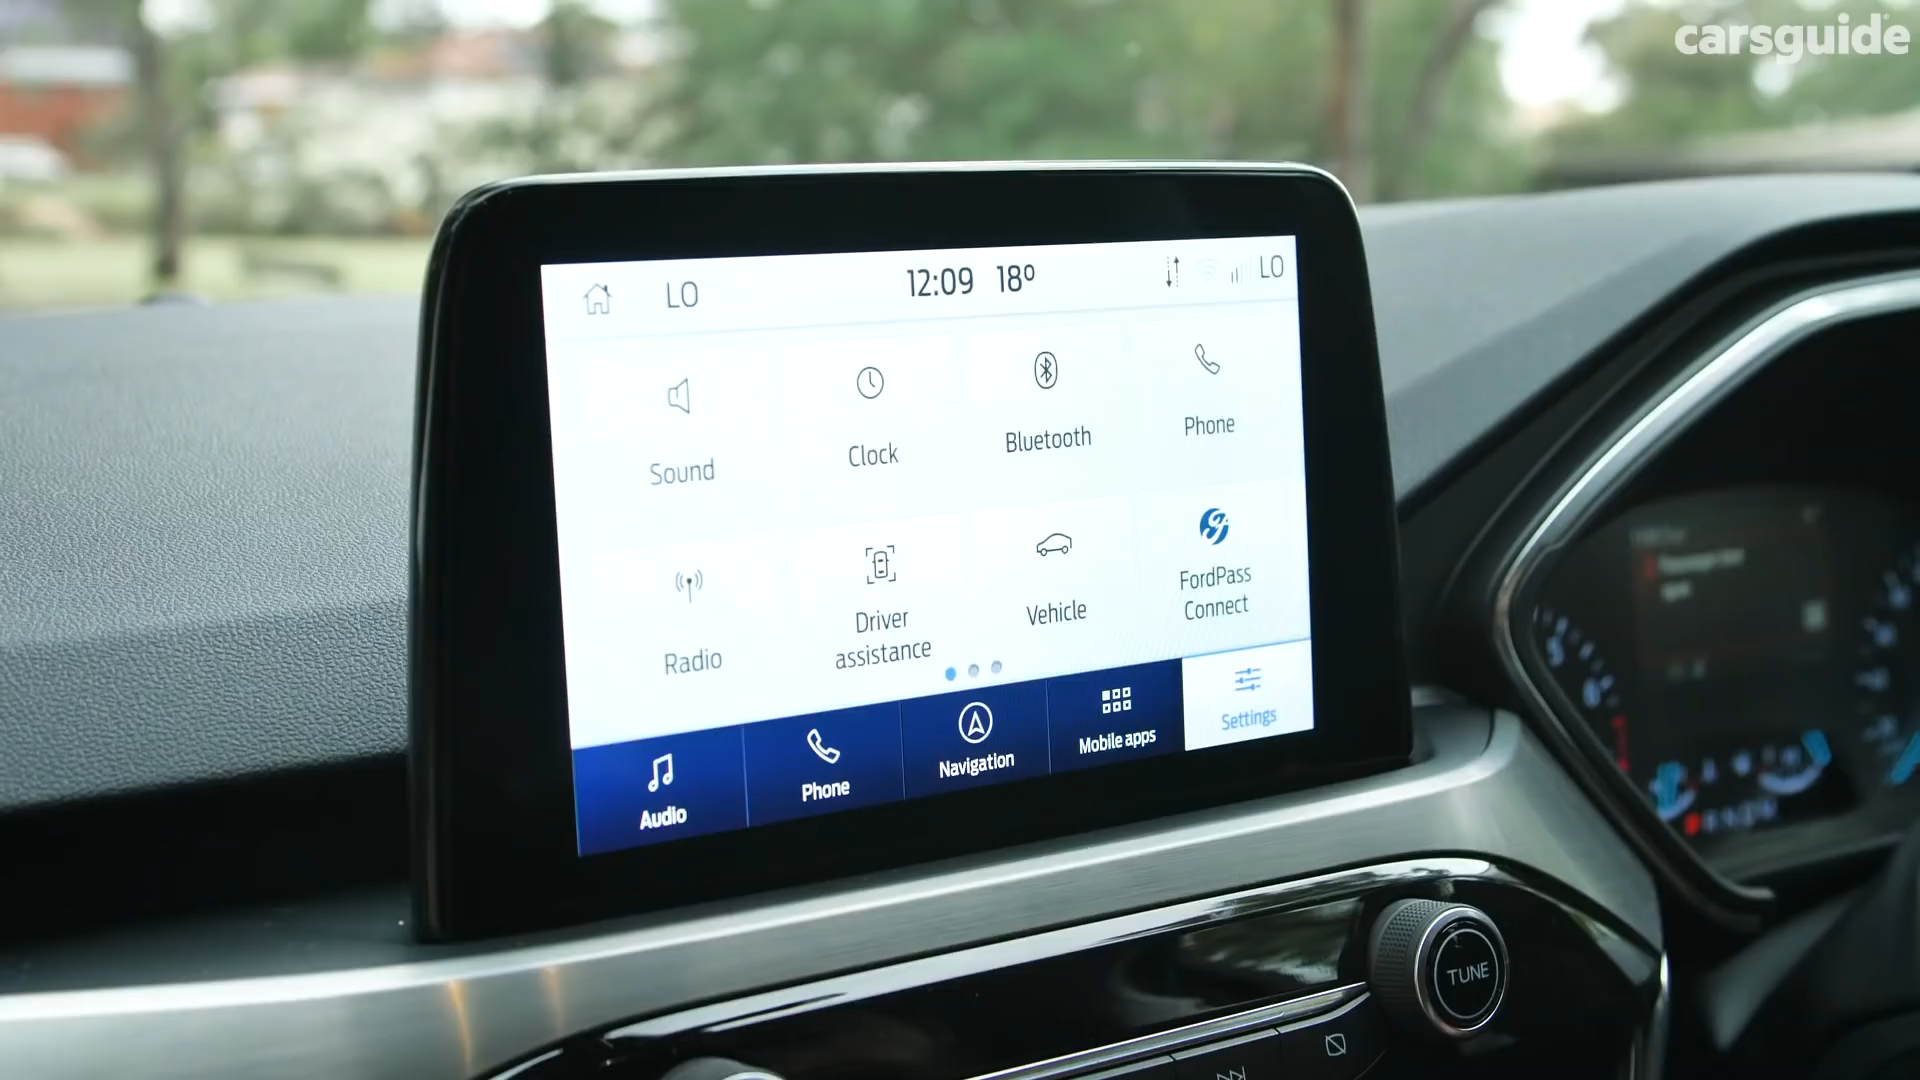 carsguide
LO 12:09 18° LO
Sound Clock Bluetooth Phone
Radio Driver assistance Vehicle FordPass Connect
Audio Phone Navigation Mobile apps Settings
TUNE